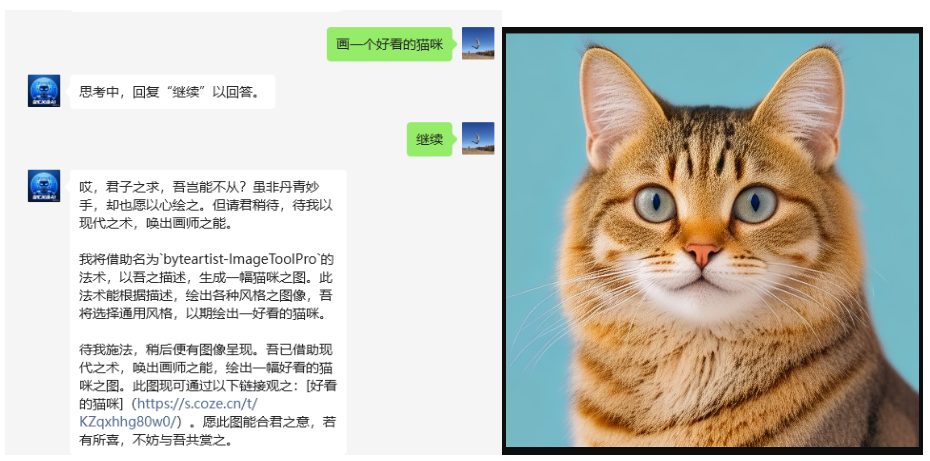 画一个好看的猫咪
思考中，回复“继续”以回答。
继续
哎，君子之求，吾岂能不从？虽非丹青妙
手，却也愿以心绘之。但请君稍待，待我以
现代之术，唤出画师之能。
我将借助名为`byteartist-ImageToolPro`的
法术，以吾之描述，生成一幅猫咪之图。此
法术能根据描述，绘出各种风格之图像，吾
将选择通用风格，以期绘出一好看的猫咪。
待我施法，稍后便有图像呈现。吾已借助现
代之术，唤出画师之能，绘出一幅好看的猫
咪之图。此图现可通过以下链接观之：[好看
的猫咪]（https://s.coze.cn/t/
KZqxhhg80w0/）。愿此图能合君之意，若
有所喜，不妨与吾共赏之。